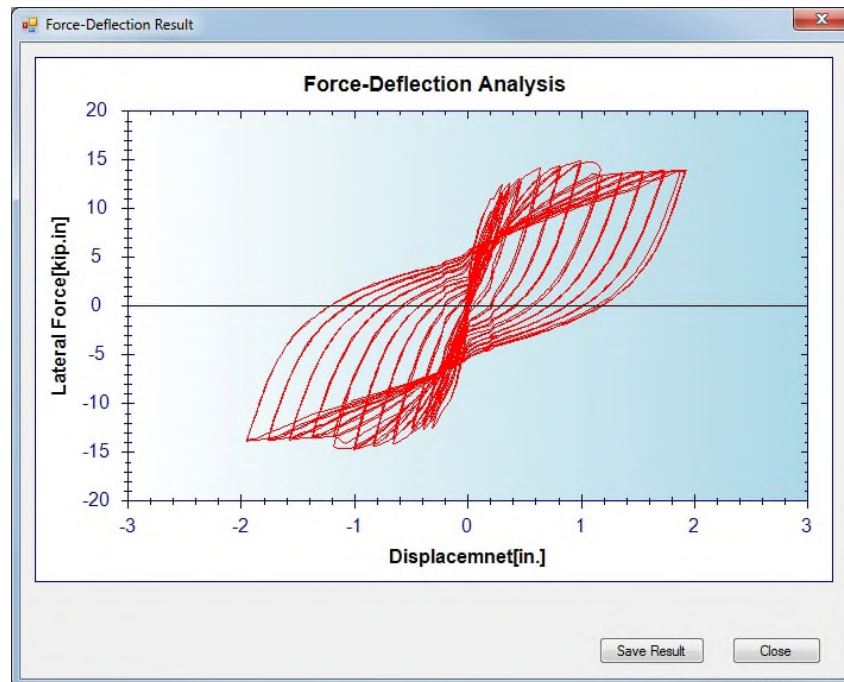 Force-Deflection Result
Force-Deflection Analysis
20
15
10
5
0
-5
-10
-15
-20
Lateral Force[kip.in]
-3 -2 -1 0 1 2 3
Displacemnet[in.]
Save Result Close